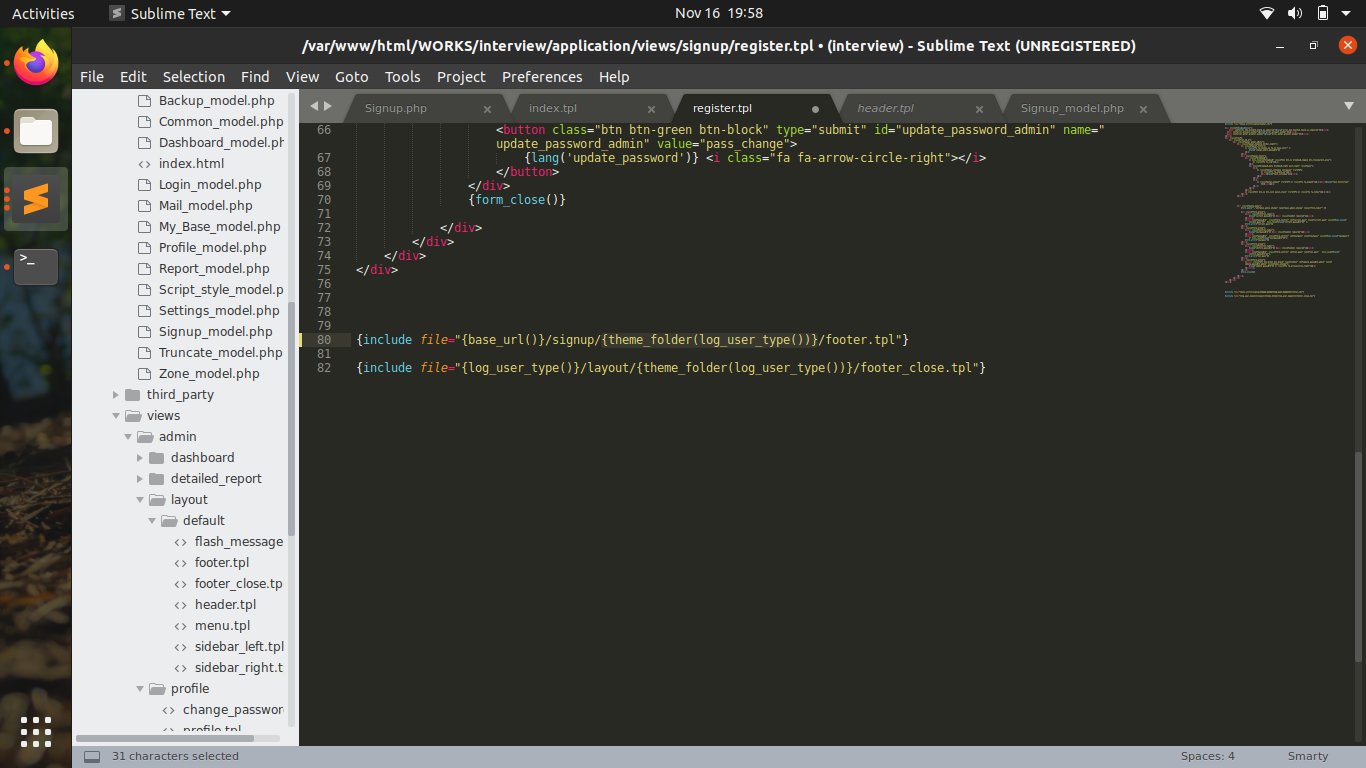 Activities
Sublime Text
Nov 16 19:58
/var/www/html/WORKS/interview/application/views/signup/register.tpl • (interview) - Sublime Text (UNREGISTERED)
File Edit Selection Find View Goto Tools Project Preferences Help
Backup_model.php
Common_model.php
Dashboard_model.ph
index.html
Login_model.php
Mail_model.php
My_Base_model.php
Profile_model.php
Report_model.php
Script_style_model.p
Settings_model.php
Signup_model.php
Truncate_model.php
Zone_model.php
third_party
views
admin
dashboard
detailed_report
layout
default
flash_message
footer.tpl
footer_close.tp
header.tpl
menu.tpl
sidebar_left.tpl
sidebar_right.t
profile
change_passwor
profile.tpl
Signup.php × index.tpl × register.tpl ● header.tpl × Signup_model.php ×
66 <button class="btn btn-green btn-block" type="submit" id="update_password_admin" name="
update_password_admin" value="pass_change">
67 {lang('update_password')} <i class="fa fa-arrow-circle-right"></i>
68 </button>
69 </div>
70 {form_close()}
71
72 </div>
73 </div>
74 </div>
75 </div>
76
77
78
79
80 {include file="{base_url()}/signup/{theme_folder(log_user_type())}/footer.tpl"}
81
82 {include file="{log_user_type()}/layout/{theme_folder(log_user_type())}/footer_close.tpl"}
31 characters selected
Spaces: 4
Smarty